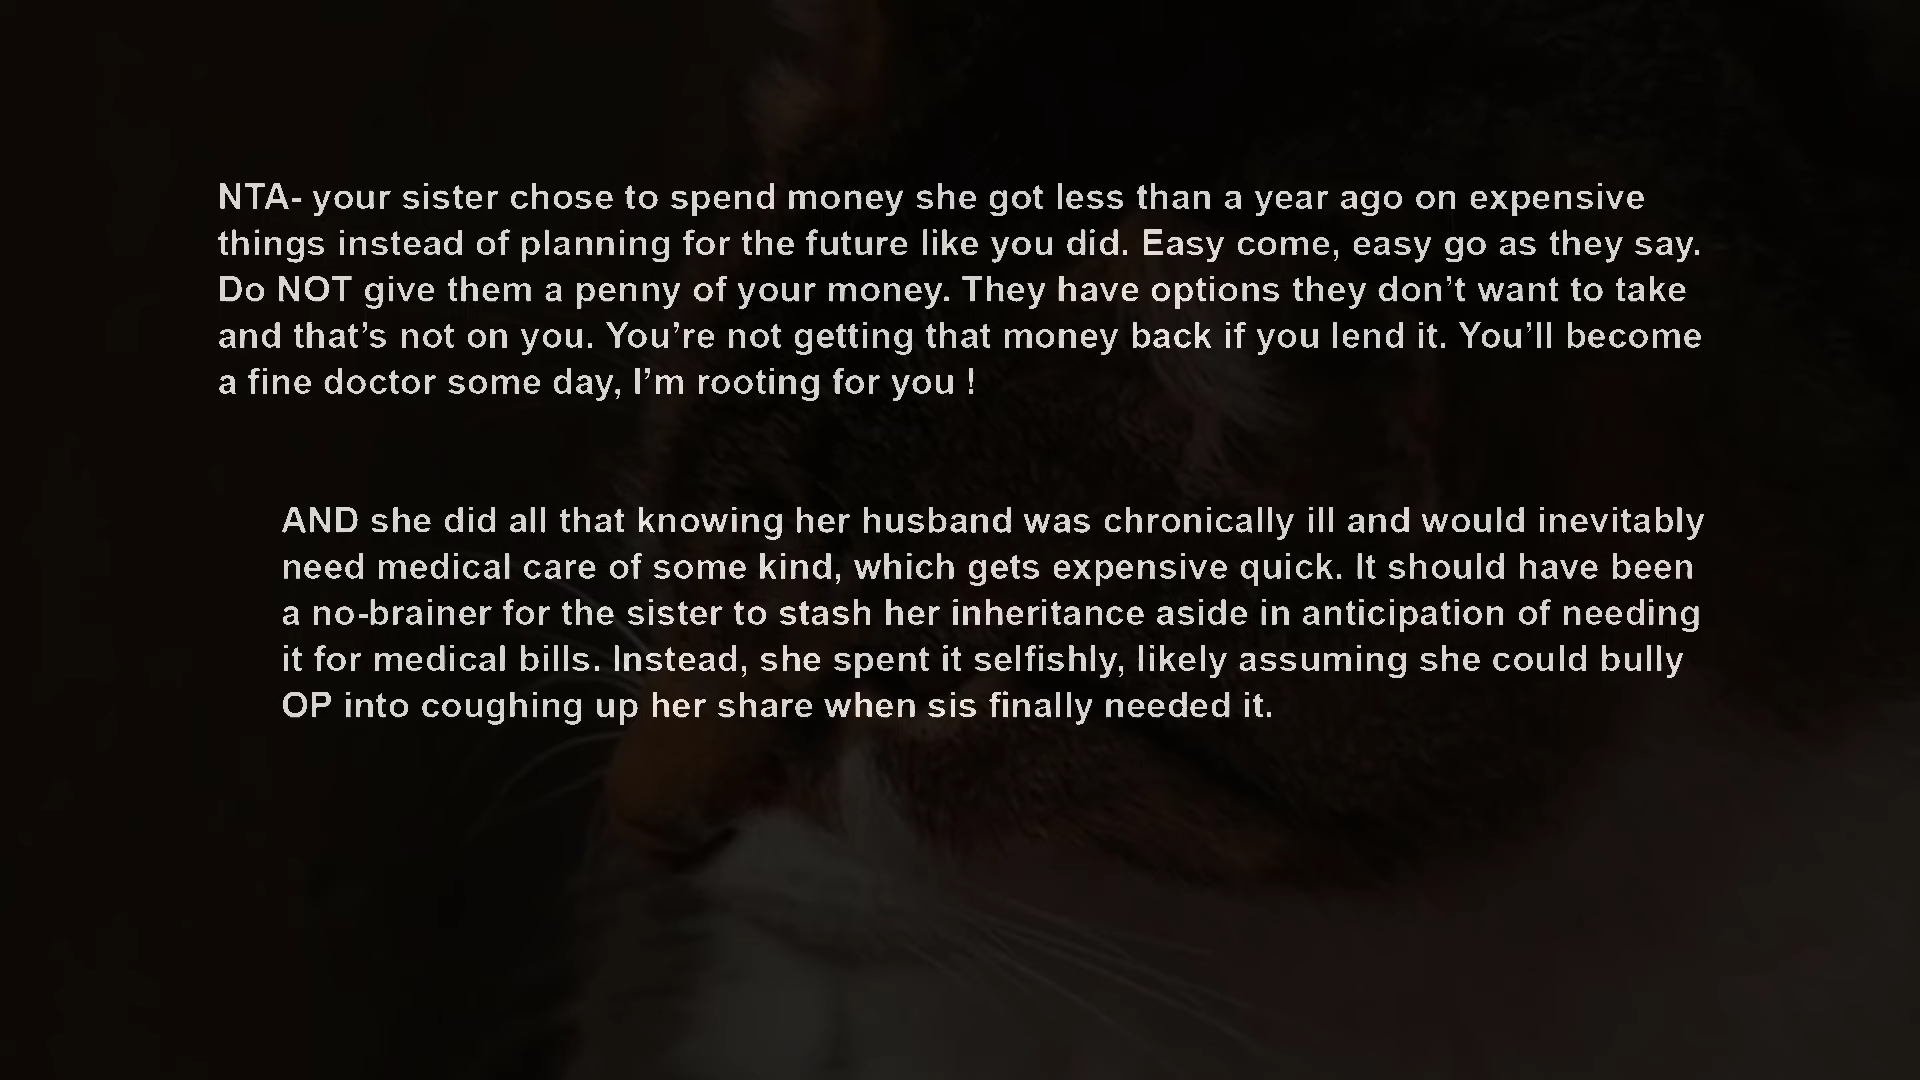 NTA- your sister chose to spend money she got less than a year ago on expensive
things instead of planning for the future like you did. Easy come, easy go as they say.
Do NOT give them a penny of your money. They have options they don’t want to take
and that’s not on you. You’re not getting that money back if you lend it. You’ll become
a fine doctor some day, I’m rooting for you !
AND she did all that knowing her husband was chronically ill and would inevitably
need medical care of some kind, which gets expensive quick. It should have been
a no-brainer for the sister to stash her inheritance aside in anticipation of needing
it for medical bills. Instead, she spent it selfishly, likely assuming she could bully
OP into coughing up her share when sis finally needed it.